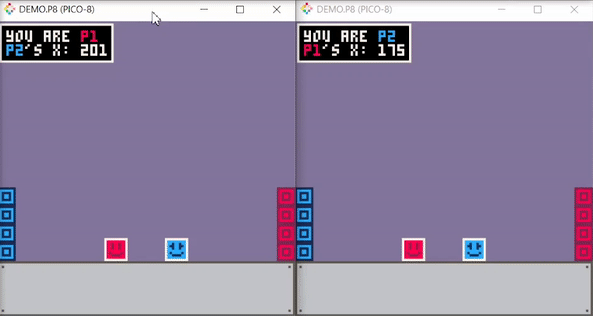 DEMO.P8 (PICO-8)
YOU ARE P1
P2'S X: 201
DEMO.P8 (PICO-8)
YOU ARE P2
P1'S X: 175